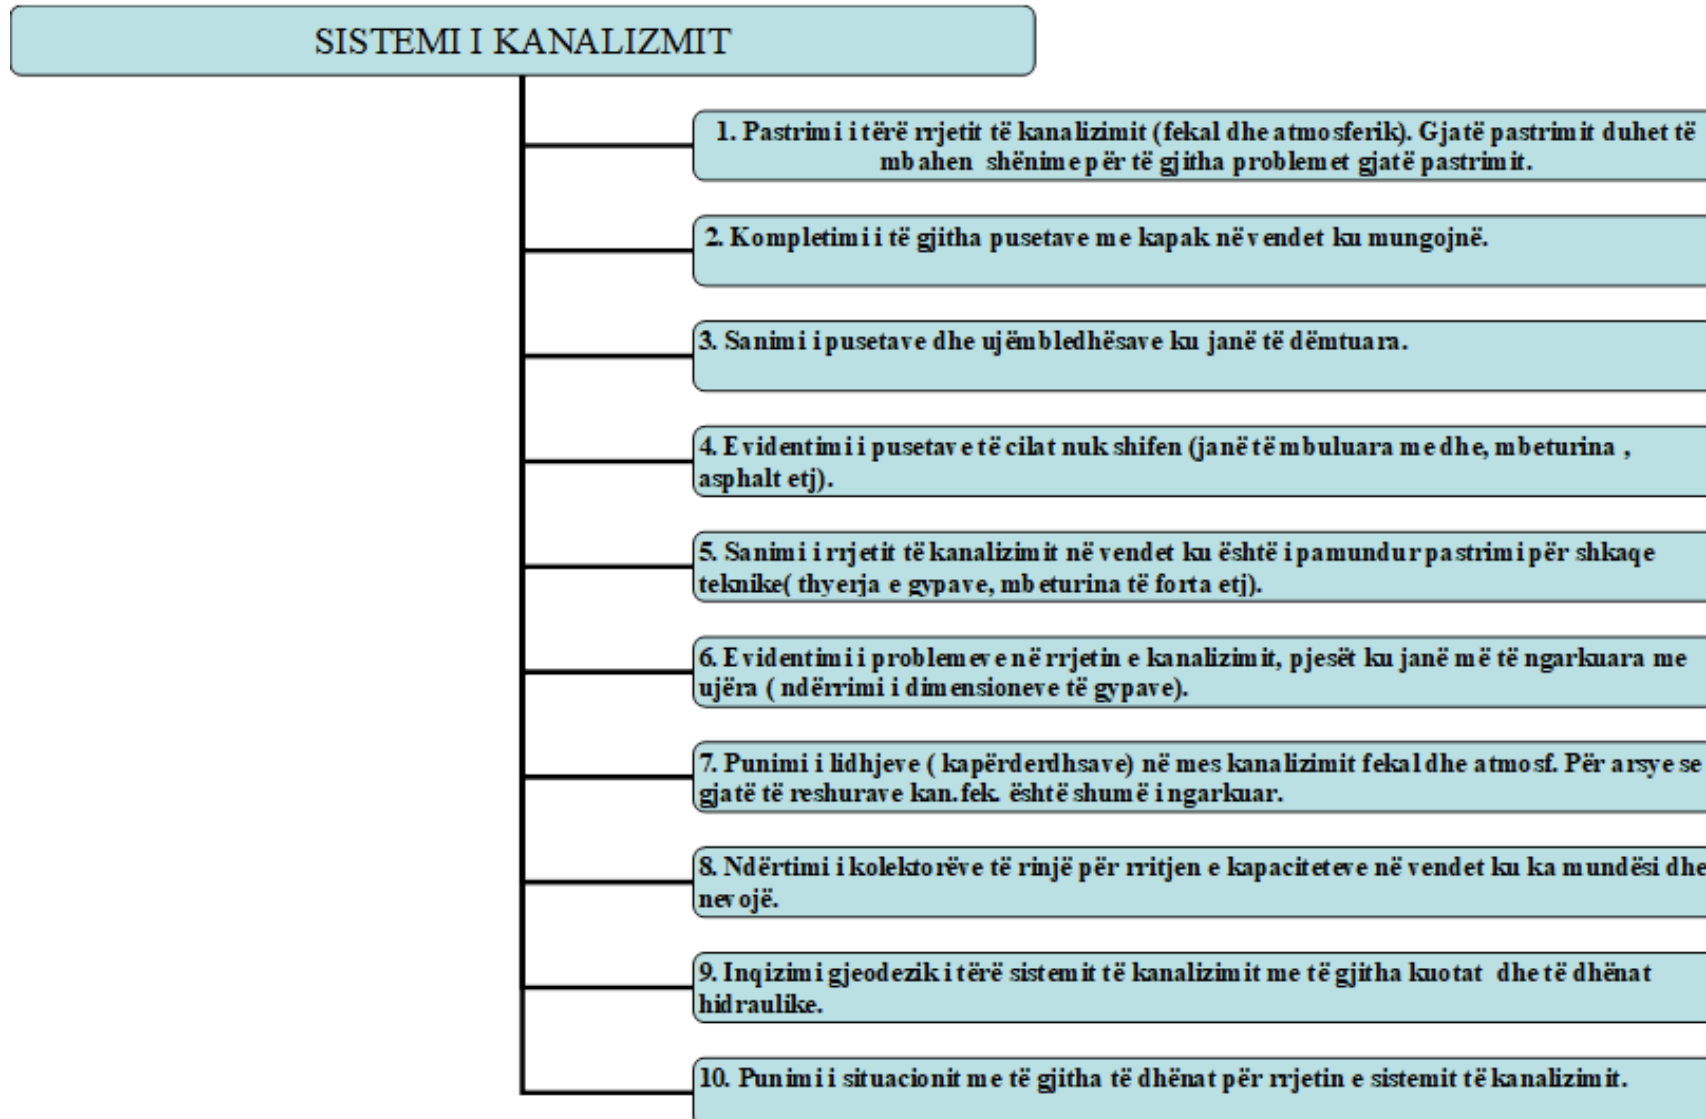 SISTEMI I KANALIZMIT
1. Pastrimi i tërë rrjetit të kanalizimit (fekal dhe atmosferik). Gjatë pastrimit duhet të
mbahen shënime për të gjitha problemet gjatë pastrimit.
2. Kompletimi i të gjitha pusetave me kapak në vendet ku mungojnë.
3. Sanimi i pusetave dhe ujëmbledhësave ku janë të dëmtuara.
4. Evidentimi i pusetave të cilat nuk shifen (janë të mbuluara me dhe, mbeturina ,
asphalt etj).
5. Sanimi i rrjetit të kanalizimit në vendet ku është i pamundur pastrimi për shkaqe
teknike( thyerja e gypave, mbeturina të forta etj).
6. Evidentimi i problemeve në rrjetin e kanalizimit, pjesët ku janë më të ngarkuara me
ujëra ( ndërrimi i dimensioneve të gypave).
7. Punimi i lidhjeve ( kapërderdhsave) në mes kanalizimit fekal dhe atmosf. Për arsye se
gjatë të reshurave kan.fek. është shumë i ngarkuar.
8. Ndërtimi i kolektorëve të rinjë për rritjen e kapaciteteve në vendet ku ka mundësi dhe
nevojë.
9. Inqizimi gjeodezik i tërë sistemit të kanalizimit me të gjitha kuotat dhe të dhënat
hidraulike.
10. Punimi i situacionit me të gjitha të dhënat për rrjetin e sistemit të kanalizimit.